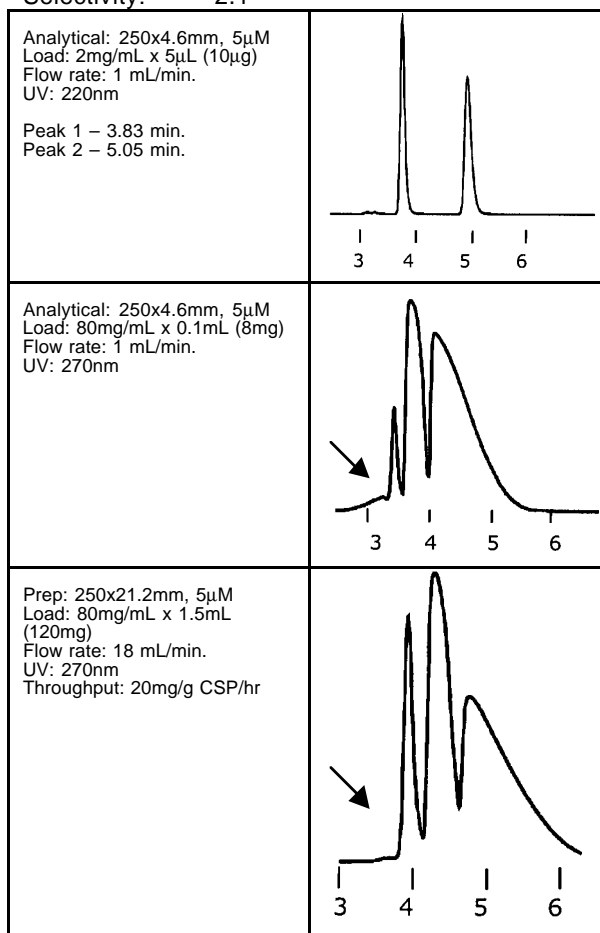 Selectivity: 2.4
Analytical: 250x4.6mm, 5μM
Load: 2mg/mL x 5μL (10μg)
Flow rate: 1 mL/min.
UV: 220nm
Peak 1 – 3.83 min.
Peak 2 – 5.05 min.
3 4 5 6
Analytical: 250x4.6mm, 5μM
Load: 80mg/mL x 0.1mL (8mg)
Flow rate: 1 mL/min.
UV: 270nm
3 4 5 6
Prep: 250x21.2mm, 5μM
Load: 80mg/mL x 1.5mL
(120mg)
Flow rate: 18 mL/min.
UV: 270nm
Throughput: 20mg/g CSP/hr
3 4 5 6